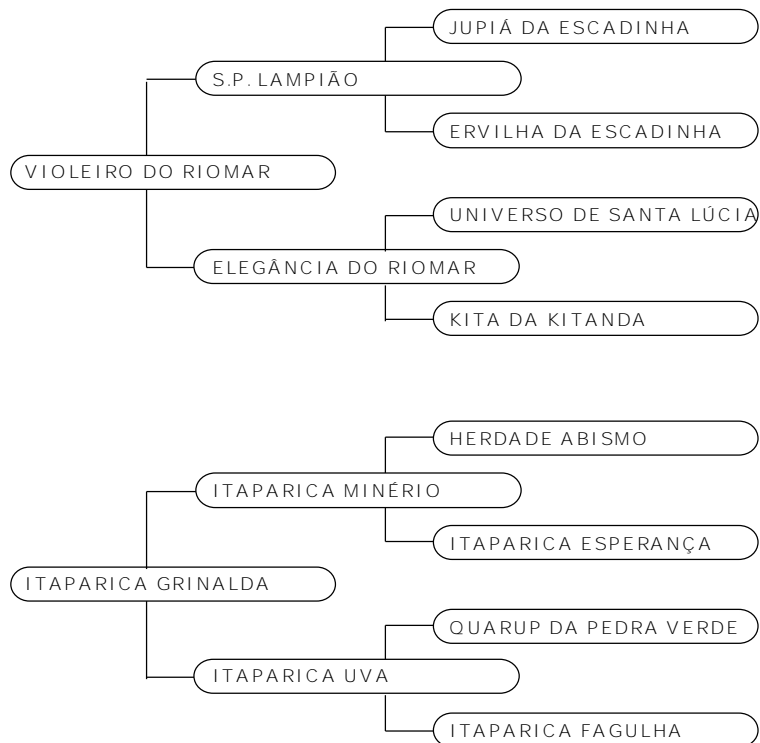 JUPIÁ DA ESCADINHA
S.P. LAMPIÃO
ERVILHA DA ESCADINHA
VIOLEIRO DO RIOMAR
UNIVERSO DE SANTA LÚCIA
ELEGÂNCIA DO RIOMAR
KITA DA KITANDA
HERDADE ABISMO
ITAPARICA MINÉRIO
ITAPARICA ESPERANÇA
ITAPARICA GRINALDA
QUARUP DA PEDRA VERDE
ITAPARICA UVA
ITAPARICA FAGULHA